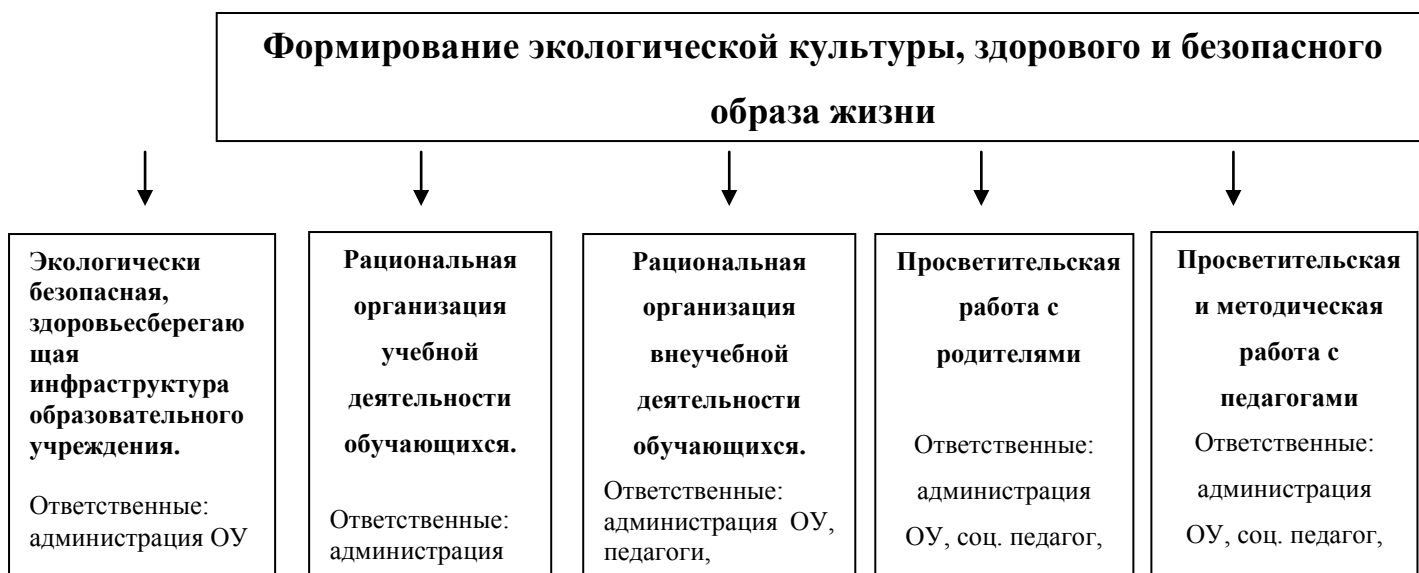 Формирование экологической культуры, здорового и безопасного
образа жизни
Экологически
безопасная,
здоровьесберегаю
щая
инфраструктура
образовательного
учреждения.
Ответственные:
администрация ОУ
Рациональная
организация
учебной
деятельности
обучающихся.
Ответственные:
администрация
Рациональная
организация
внеучебной
деятельности
обучающихся.
Ответственные:
администрация ОУ,
педагоги,
Просветительская
работа с
родителями
Ответственные:
администрация
ОУ, соц. педагог,
Просветительская
и методическая
работа с
педагогами
Ответственные:
администрация
ОУ, соц. педагог,